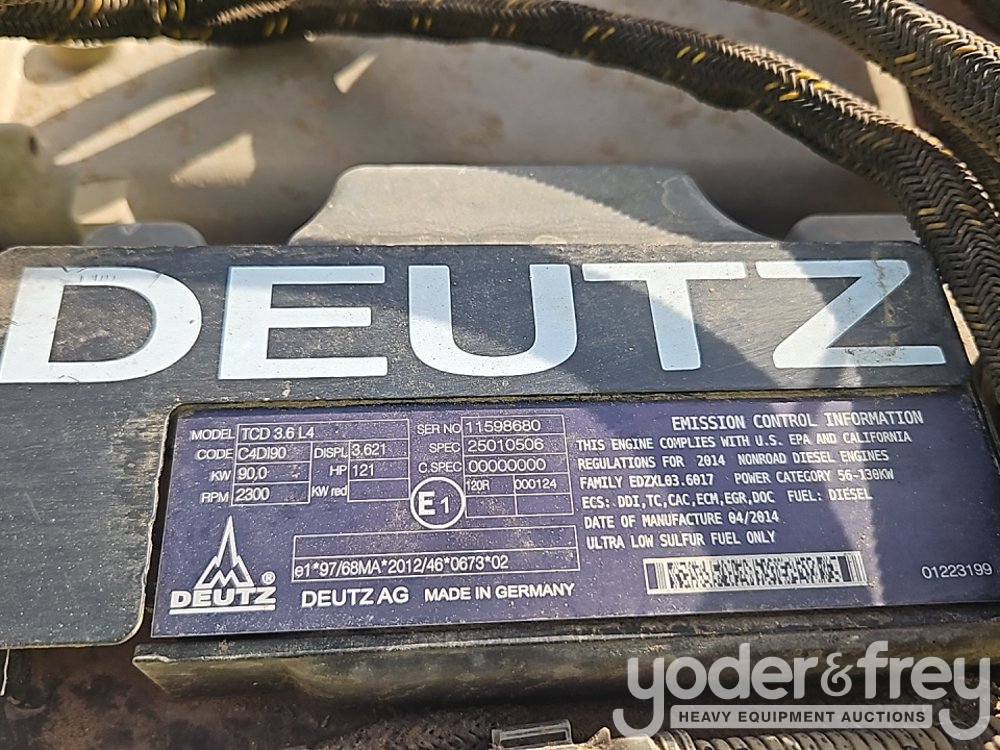 DEUTZ
MODEL TCD 3.6 L4
CODE C4DI90 DISPL 3.621
KW 90,0 HP 121
RPM 2300 KW red
SER NO 11598680
SPEC 25010506
C.SPEC 00000000
120R 000124
E1
e1*97/68MA*2012/46*0673*02
DEUTZ ®
DEUTZ AG MADE IN GERMANY
EMISSION CONTROL INFORMATION
THIS ENGINE COMPLIES WITH U.S. EPA AND CALIFORNIA
REGULATIONS FOR 2014 NONROAD DIESEL ENGINES
FAMILY EDZXL03.6017 POWER CATEGORY 56-130KW
ECS: DDI,TC,CAC,ECM,EGR,DOC FUEL: DIESEL
DATE OF MANUFACTURE 04/2014
ULTRA LOW SULFUR FUEL ONLY
01223199
yoder&frey
HEAVY EQUIPMENT AUCTIONS